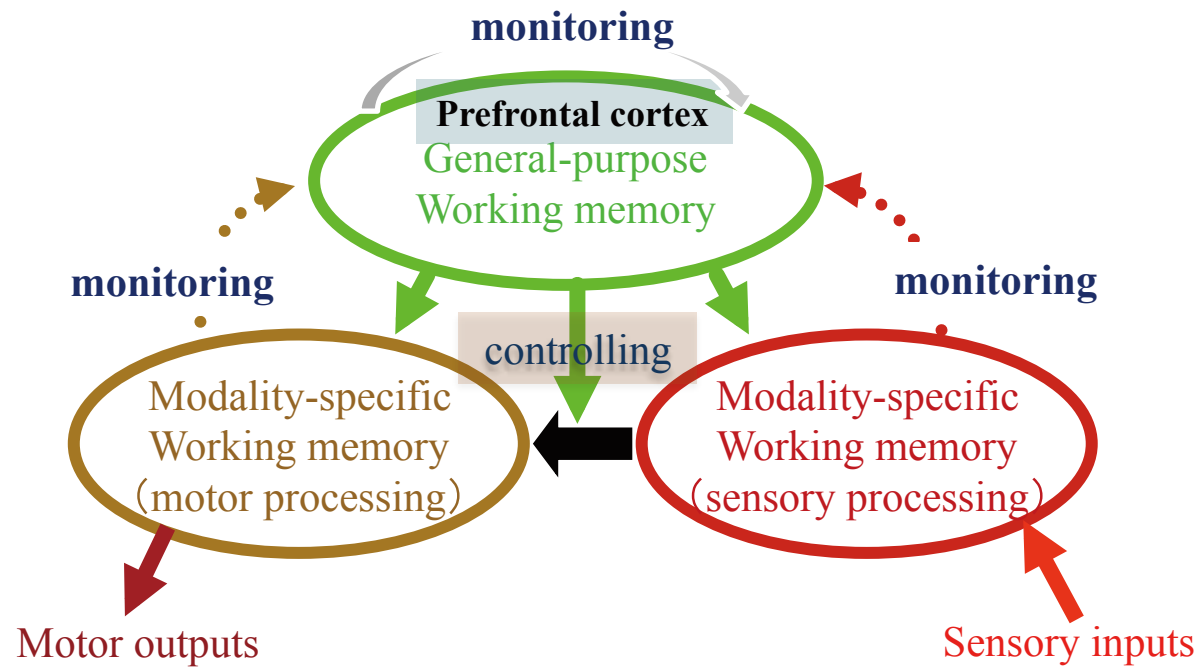 monitoring
Prefrontal cortex
General-purpose
Working memory
monitoring
monitoring
controlling
Modality-specific
Working memory
（motor processing）
Modality-specific
Working memory
（sensory processing）
Motor outputs
Sensory inputs